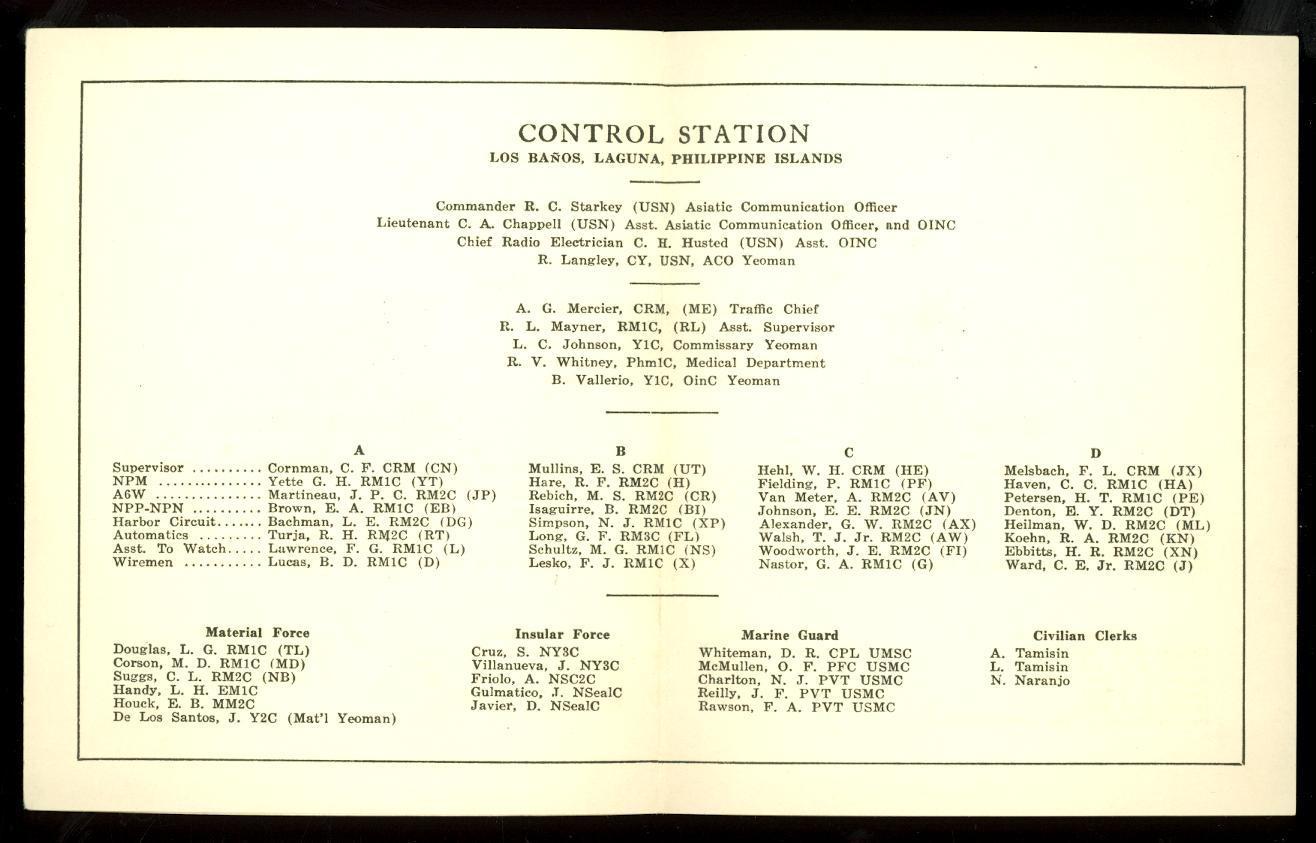 CONTROL STATION
LOS BAÑOS, LAGUNA, PHILIPPINE ISLANDS
Commander R. C. Starkey (USN) Asiatic Communication Officer
Lieutenant C. A. Chappell (USN) Asst. Asiatic Communication Officer, and OINC
Chief Radio Electrician C. H. Husted (USN) Asst. OINC
R. Langley, CY, USN, ACO Yeoman
A. G. Mercier, CRM, (ME) Traffic Chief
R. L. Mayner, RM1C, (RL) Asst. Supervisor
L. C. Johnson, Y1C, Commissary Yeoman
R. V. Whitney, Phm1C, Medical Department
B. Vallerio, Y1C, OinC Yeoman
A B C D
Supervisor .......... Cornman, C. F. CRM (CN) Mullins, E. S. CRM (UT) Hehl, W. H. CRM (HE) Melsbach, F. L. CRM (JX)
NPM .............. Yette G. H. RM1C (YT) Hare, R. F. RM2C (H) Fielding, P. RM1C (PF) Haven, C. C. RM1C (HA)
A6W .............. Martineau, J. P. C. RM2C (JP) Rebich, M. S. RM2C (CR) Van Meter, A. RM2C (AV) Petersen, H. T. RM1C (PE)
NPP-NPN .......... Brown, E. A. RM1C (EB) Isaguirre, B. RM2C (BI) Johnson, E. E. RM2C (JN) Denton, E. Y. RM2C (DT)
Harbor Circuit....... Bachman, L. E. RM2C (DG) Simpson, N. J. RM1C (XP) Alexander, G. W. RM2C (AX) Heilman, W. D. RM2C (ML)
Automatics ......... Turja, R. H. RM2C (RT) Long, G. F. RM3C (FL) Walsh, T. J. Jr. RM2C (AW) Koehn, R. A. RM2C (KN)
Asst. To Watch..... Lawrence, F. G. RM1C (L) Schultz, M. G. RM1C (NS) Woodworth, J. E. RM2C (FI) Ebbitts, H. R. RM2C (XN)
Wiremen ........... Lucas, B. D. RM1C (D) Lesko, F. J. RM1C (X) Nastor, G. A. RM1C (G) Ward, C. E. Jr. RM2C (J)
Material Force
Douglas, L. G. RM1C (TL)
Corson, M. D. RM1C (MD)
Suggs, C. L. RM2C (NB)
Handy, L. H. EM1C
Houck, E. B. MM2C
De Los Santos, J. Y2C (Mat'l Yeoman)
Insular Force
Cruz, S. NY3C
Villanueva, J. NY3C
Friolo, A. NSC2C
Gulmatico, J. NSea1C
Javier, D. NSea1C
Marine Guard
Whiteman, D. R. CPL UMSC
McMullen, O. F. PFC USMC
Charlton, N. J. PVT USMC
Reilly, J. F. PVT USMC
Rawson, F. A. PVT USMC
Civilian Clerks
A. Tamisin
L. Tamisin
N. Naranjo